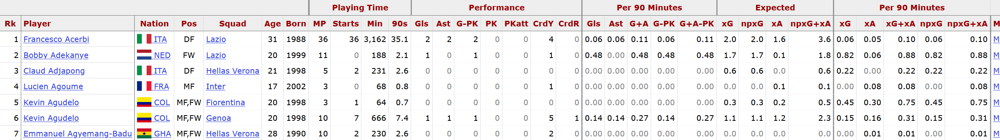 Playing Time Performance Per 90 Minutes Expected Per 90 Minutes
Rk Player Nation Pos Squad Age Born MP Starts Min 90s Gls Ast G-PK PK PKatt CrdY CrdR Gls Ast G+A G-PK G+A-PK xG npxG xA npxG+xA xG xA xG+xA npxG npxG+xA M
1 Francesco Acerbi ITA DF Lazio 31 1988 36 36 3,162 35.1 2 2 2 0 0 4 0 0.06 0.06 0.11 0.06 0.11 2.0 2.0 1.6 3.6 0.06 0.05 0.10 0.06 0.10 M
2 Bobby Adekanye NED FW Lazio 20 1999 11 0 188 2.1 1 0 1 0 0 1 0 0.48 0.00 0.48 0.48 0.48 1.7 1.7 0.1 1.8 0.82 0.06 0.88 0.82 0.88 M
3 Claud Adjapong ITA DF Hellas Verona 21 1998 5 2 231 2.6 0 0 0 0 0 0 0 0.00 0.00 0.00 0.00 0.00 0.6 0.6 0.0 0.6 0.22 0.00 0.22 0.22 0.22 M
4 Lucien Agoume FRA MF Inter 17 2002 3 0 68 0.8 0 0 0 0 0 1 0 0.00 0.00 0.00 0.00 0.00 0.0 0.0 0.1 0.1 0.00 0.08 0.08 0.00 0.08 M
5 Kevin Agudelo COL MF,FW Fiorentina 20 1998 3 1 64 0.7 0 0 0 0 0 0 0 0.00 0.00 0.00 0.00 0.00 0.3 0.3 0.2 0.5 0.45 0.30 0.75 0.45 0.75 M
6 Kevin Agudelo COL MF,FW Genoa 20 1998 10 7 666 7.4 1 1 1 0 0 5 1 0.14 0.14 0.27 0.14 0.27 1.1 1.1 1.2 2.3 0.15 0.16 0.31 0.15 0.31 M
7 Emmanuel Agyemang-Badu GHA MF,FW Hellas Verona 28 1990 10 2 230 2.6 0 0 0 0 0 2 0 0.00 0.00 0.00 0.00 0.00 0.0 0.0 0.0 0.0 0.00 0.01 0.01 0.00 0.01 M